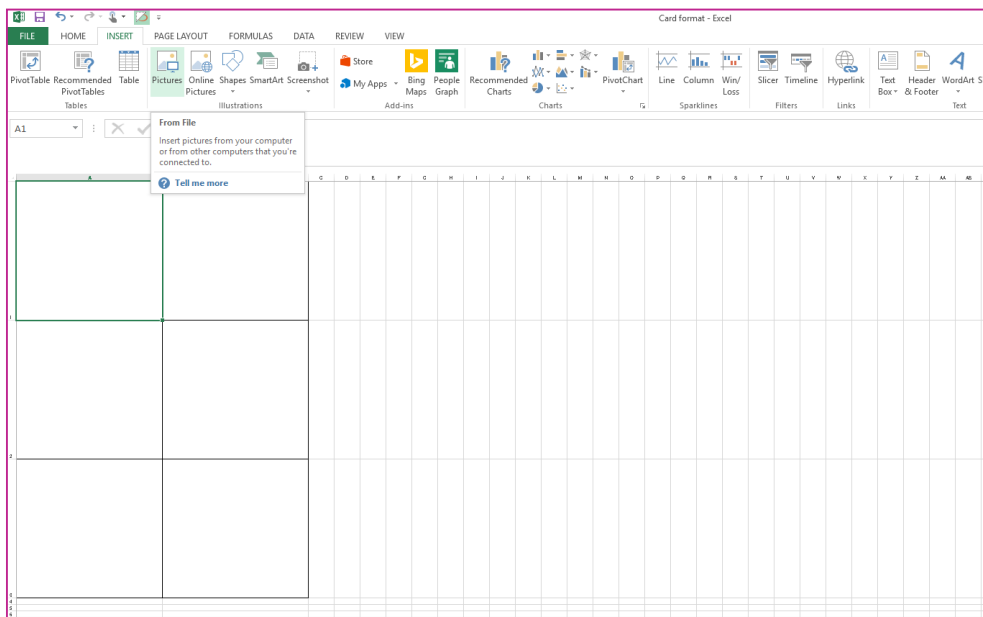 Card format - Excel
FILE HOME INSERT PAGE LAYOUT FORMULAS DATA REVIEW VIEW
PivotTable Recommended PivotTables Table
Pictures Online Pictures Shapes SmartArt Screenshot
Store
My Apps
Bing Maps People Graph
Recommended Charts
PivotChart
Line Column Win/Loss
Slicer Timeline
Hyperlink
Text Box Header & Footer WordArt S
Tables Illustrations Add-ins Charts Sparklines Filters Links Text
A1
From File
Insert pictures from your computer
or from other computers that you're
connected to.
Tell me more
A C D E F G H I J K L M N O P Q R S T U V W X Y Z AA AB
1
2
3
4
5
6